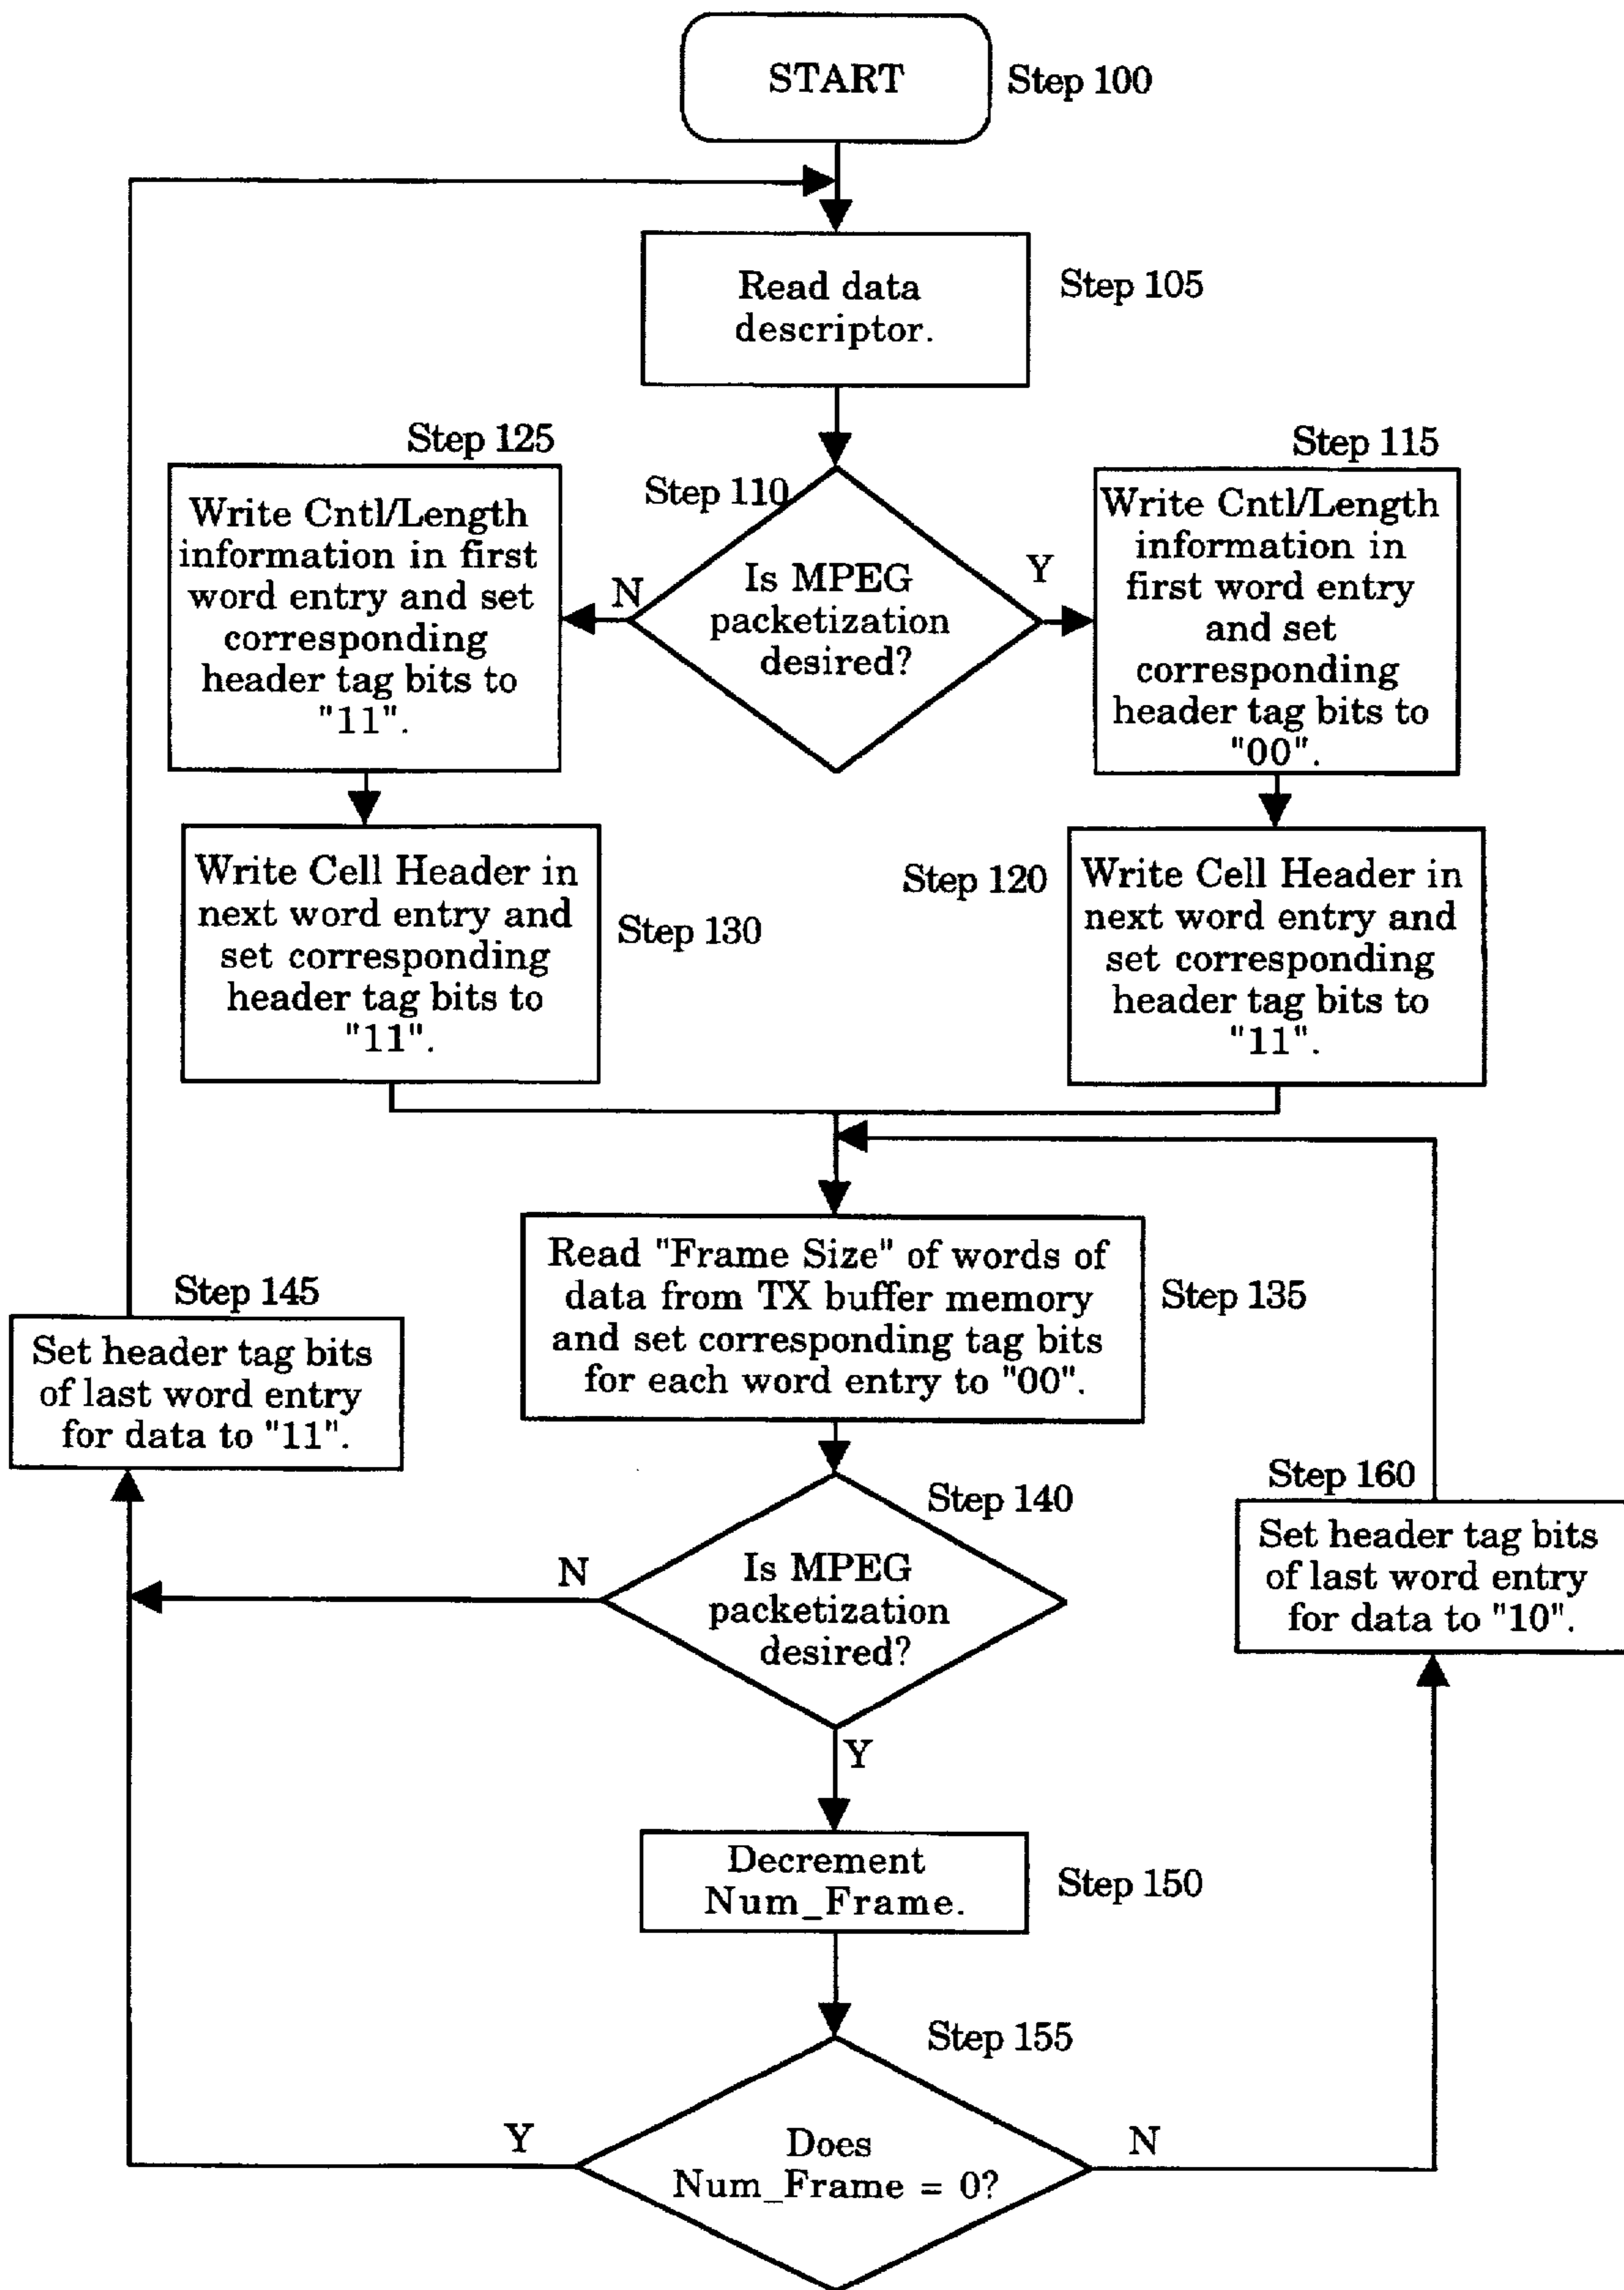 START
Step 100
Read data
descriptor.
Step 105
Step 110
Is MPEG
packetization
desired?
N
Y
Step 125
Write Cntl/Length
information in first
word entry and set
corresponding
header tag bits to
"11".
Step 115
Write Cntl/Length
information in
first word entry
and set
corresponding
header tag bits to
"00".
Write Cell Header in
next word entry and
set corresponding
header tag bits to
"11".
Step 130
Step 120
Write Cell Header in
next word entry and
set corresponding
header tag bits to
"11".
Read "Frame Size" of words of
data from TX buffer memory
and set corresponding tag bits
for each word entry to "00".
Step 135
Step 145
Set header tag bits
of last word entry
for data to "11".
Step 140
Is MPEG
packetization
desired?
N
Y
Step 160
Set header tag bits
of last word entry
for data to "10".
Decrement
Num_Frame.
Step 150
Step 155
Does
Num_Frame = 0?
Y
N